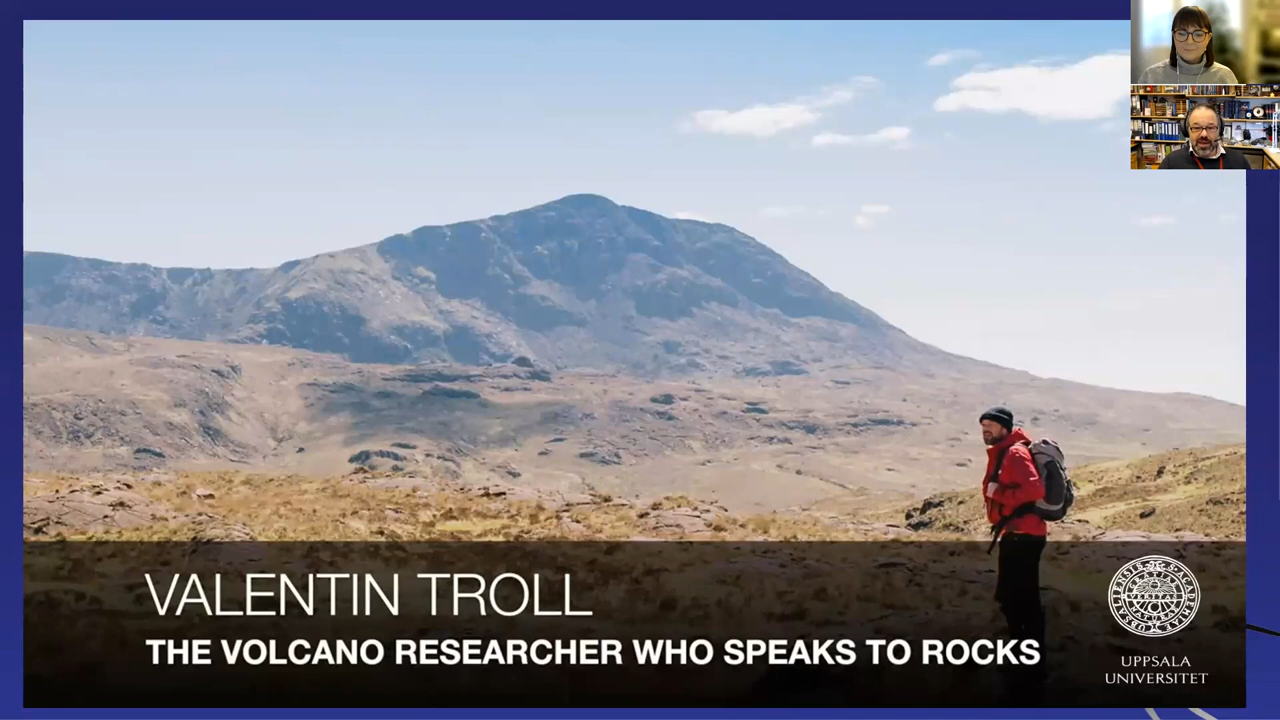 VALENTIN TROLL
THE VOLCANO RESEARCHER WHO SPEAKS TO ROCKS
UPPSALA
UNIVERSITET